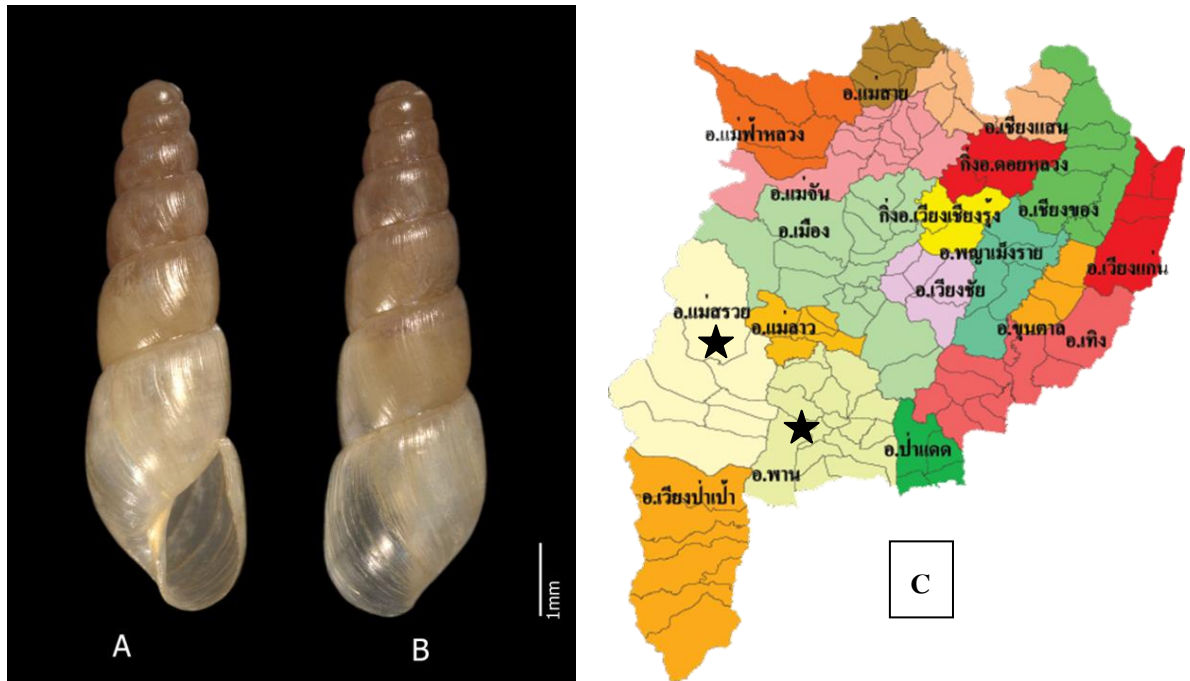 A
B
1mm
อ.แม่สาย
อ.แม่ฟ้าหลวง
อ.เชียงแสน
กิ่งอ.ดอยหลวง
อ.แม่จัน
กิ่งอ.เวียงเชียงรุ้ง
อ.เชียงของ
อ.เมือง
อ.พญาเม็งราย
อ.เวียงแก่น
อ.เวียงชัย
อ.แม่สรวย
อ.แม่ลาว
อ.ขุนตาล
อ.เทิง
อ.ป่าแดด
อ.พาน
อ.เวียงป่าเป้า
C